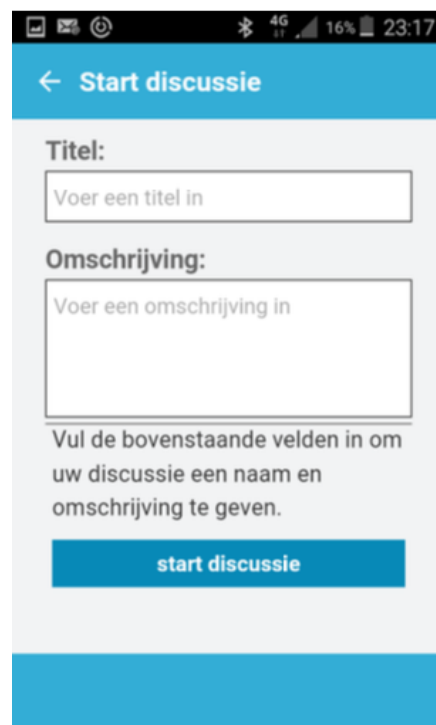 4G 16% 23:17
← Start discussie
Titel:
Voer een titel in
Omschrijving:
Voer een omschrijving in
Vul de bovenstaande velden in om
uw discussie een naam en
omschrijving te geven.
start discussie